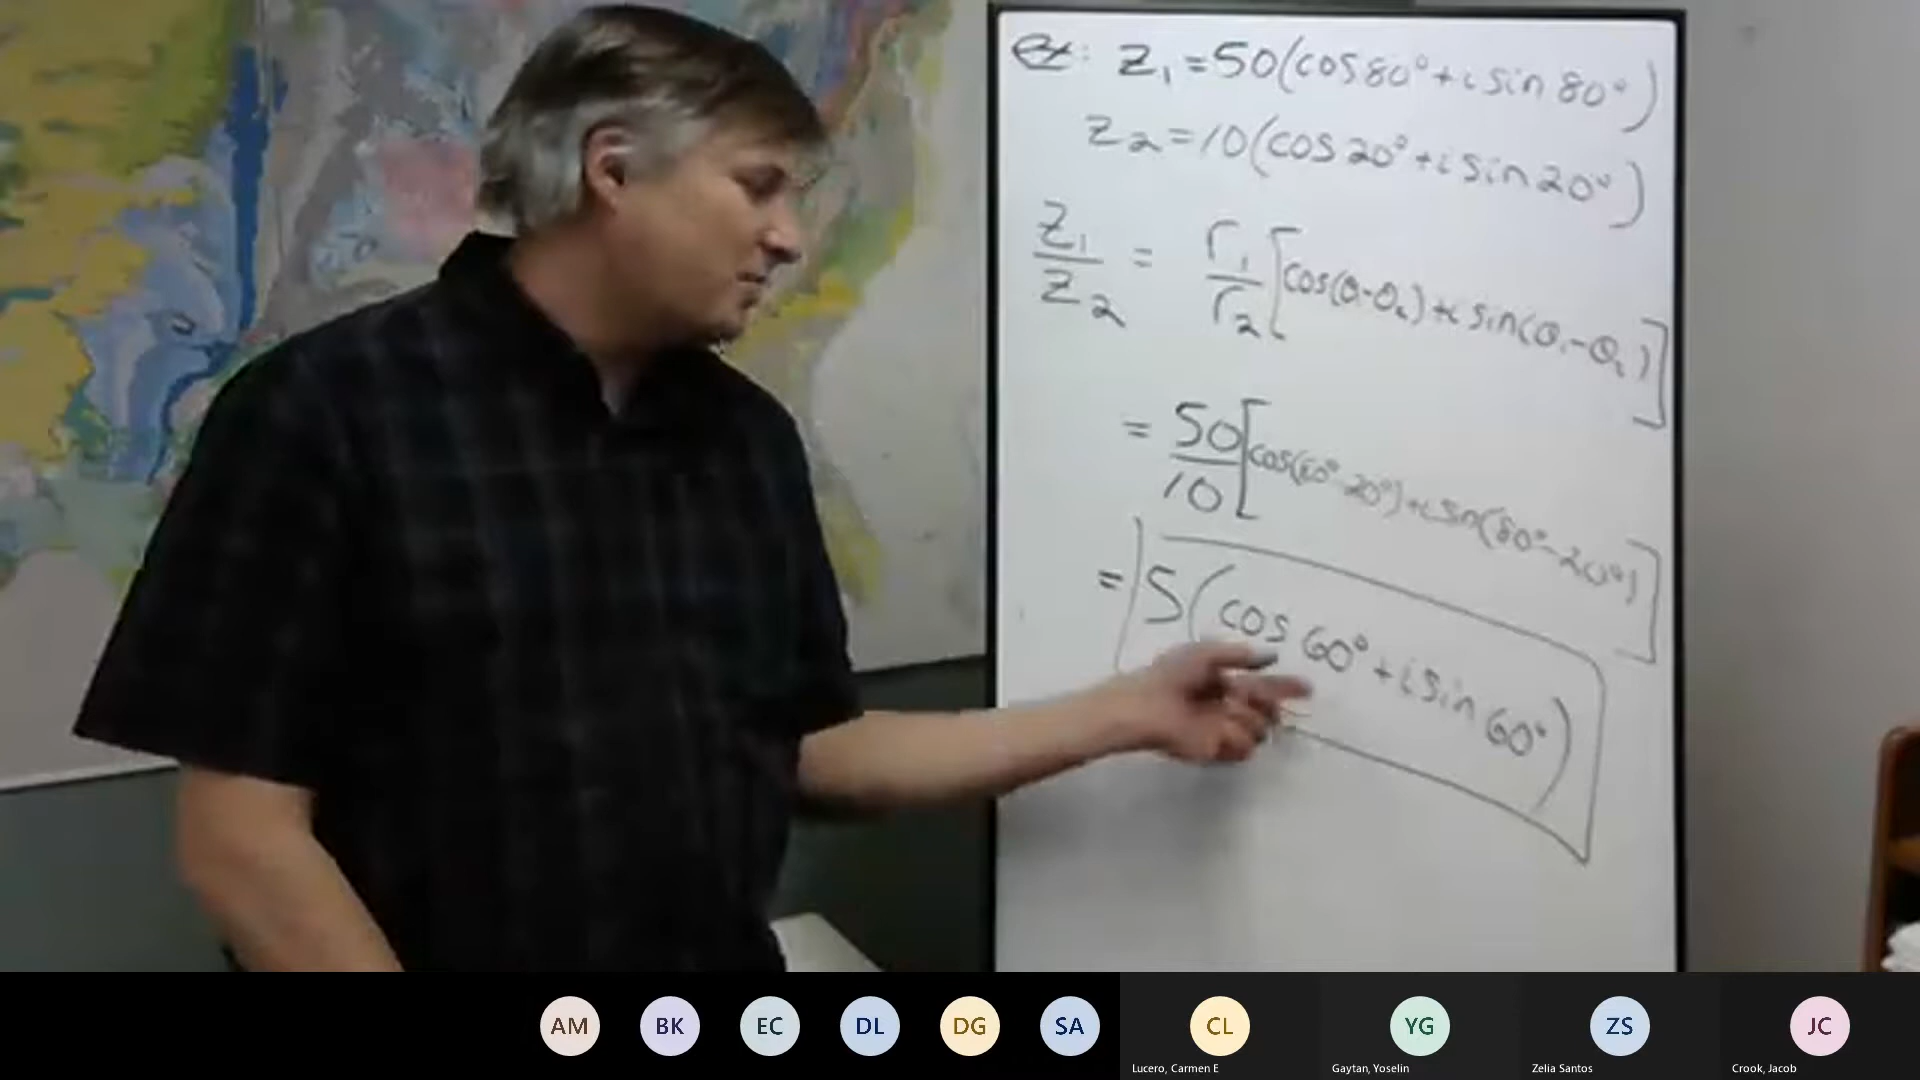 ex: Z₁ = 50(cos 80° + i sin 80°)
Z₂ = 10(cos 20° + i sin 20°)
Z₁/Z₂ = r₁/r₂ [cos(θ₁-θ₂) + i sin(θ₁-θ₂)]
= 50/10 [cos(80°-20°) + i sin(80°-20°)]
= 5(cos 60° + i sin 60°)
AM BK EC DL DG SA CL YG ZS JC
Lucero, Carmen E Gaytan, Yoselin Zelia Santos Crook, Jacob